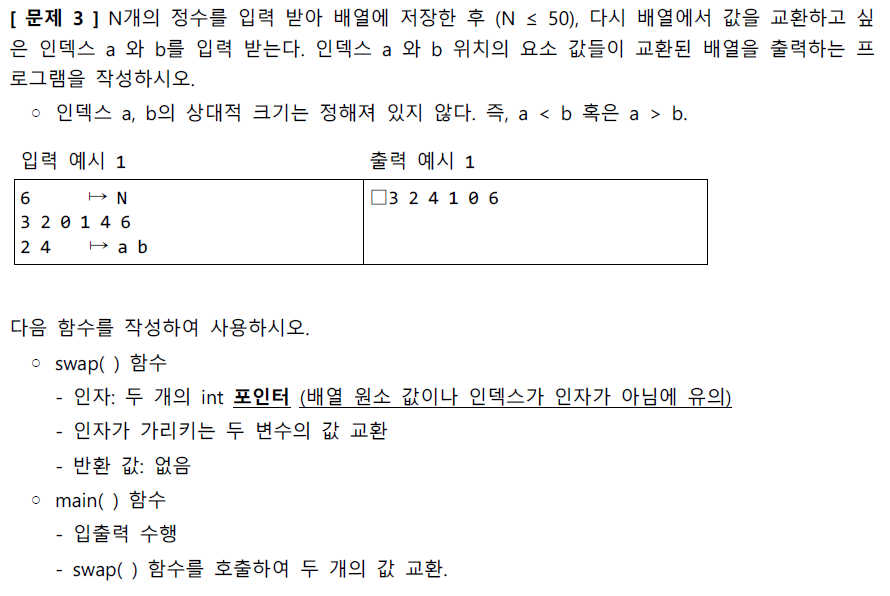 [ 문제 3 ] N개의 정수를 입력 받아 배열에 저장한 후 (N ≤ 50), 다시 배열에서 값을 교환하고 싶
은 인덱스 a 와 b를 입력 받는다. 인덱스 a 와 b 위치의 요소 값들이 교환된 배열을 출력하는 프
로그램을 작성하시오.
○ 인덱스 a, b의 상대적 크기는 정해져 있지 않다. 즉, a < b 혹은 a > b.
입력 예시 1 출력 예시 1
6 ↦ N □3 2 4 1 0 6
3 2 0 1 4 6
2 4 ↦ a b
다음 함수를 작성하여 사용하시오.
○ swap( ) 함수
- 인자: 두 개의 int 포인터 (배열 원소 값이나 인덱스가 인자가 아님에 유의)
- 인자가 가리키는 두 변수의 값 교환
- 반환 값: 없음
○ main( ) 함수
- 입출력 수행
- swap( ) 함수를 호출하여 두 개의 값 교환.